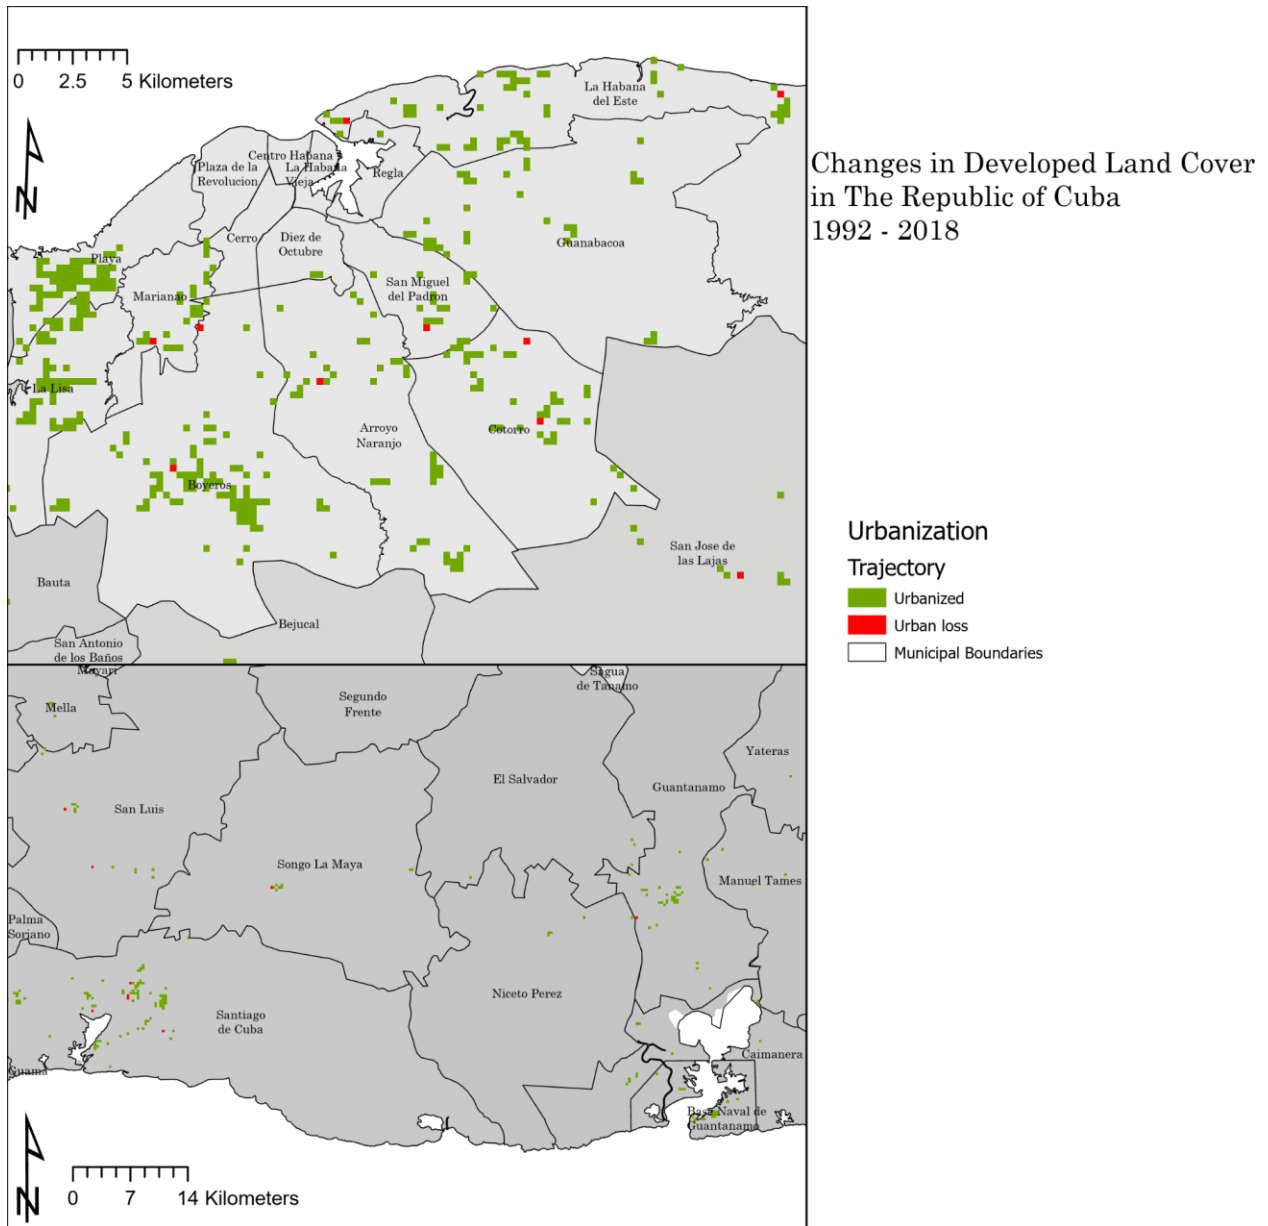 0 2.5 5 Kilometers
N
La Habana
del Este
Centro Habana
Plaza de la
Revolucion
La Habana
Vieja
Regla
Cerro
Diez de
Octubre
Guanabacoa
Playa
Marianao
San Miguel
del Padron
La Lisa
Arroyo
Naranjo
Cotorro
Boyeros
San Jose de
las Lajas
Bauta
Bejucal
San Antonio
de los Baños
Changes in Developed Land Cover
in The Republic of Cuba
1992 - 2018
Urbanization
Trajectory
Urbanized
Urban loss
Municipal Boundaries
Mayari
Sagua
de Tanamo
Mella
Segundo
Frente
Yateras
El Salvador
Guantanamo
San Luis
Songo La Maya
Manuel Tames
Palma
Soriano
Niceto Perez
Santiago
de Cuba
Caimanera
Guama
Base Naval de
Guantanamo
N
0 7 14 Kilometers